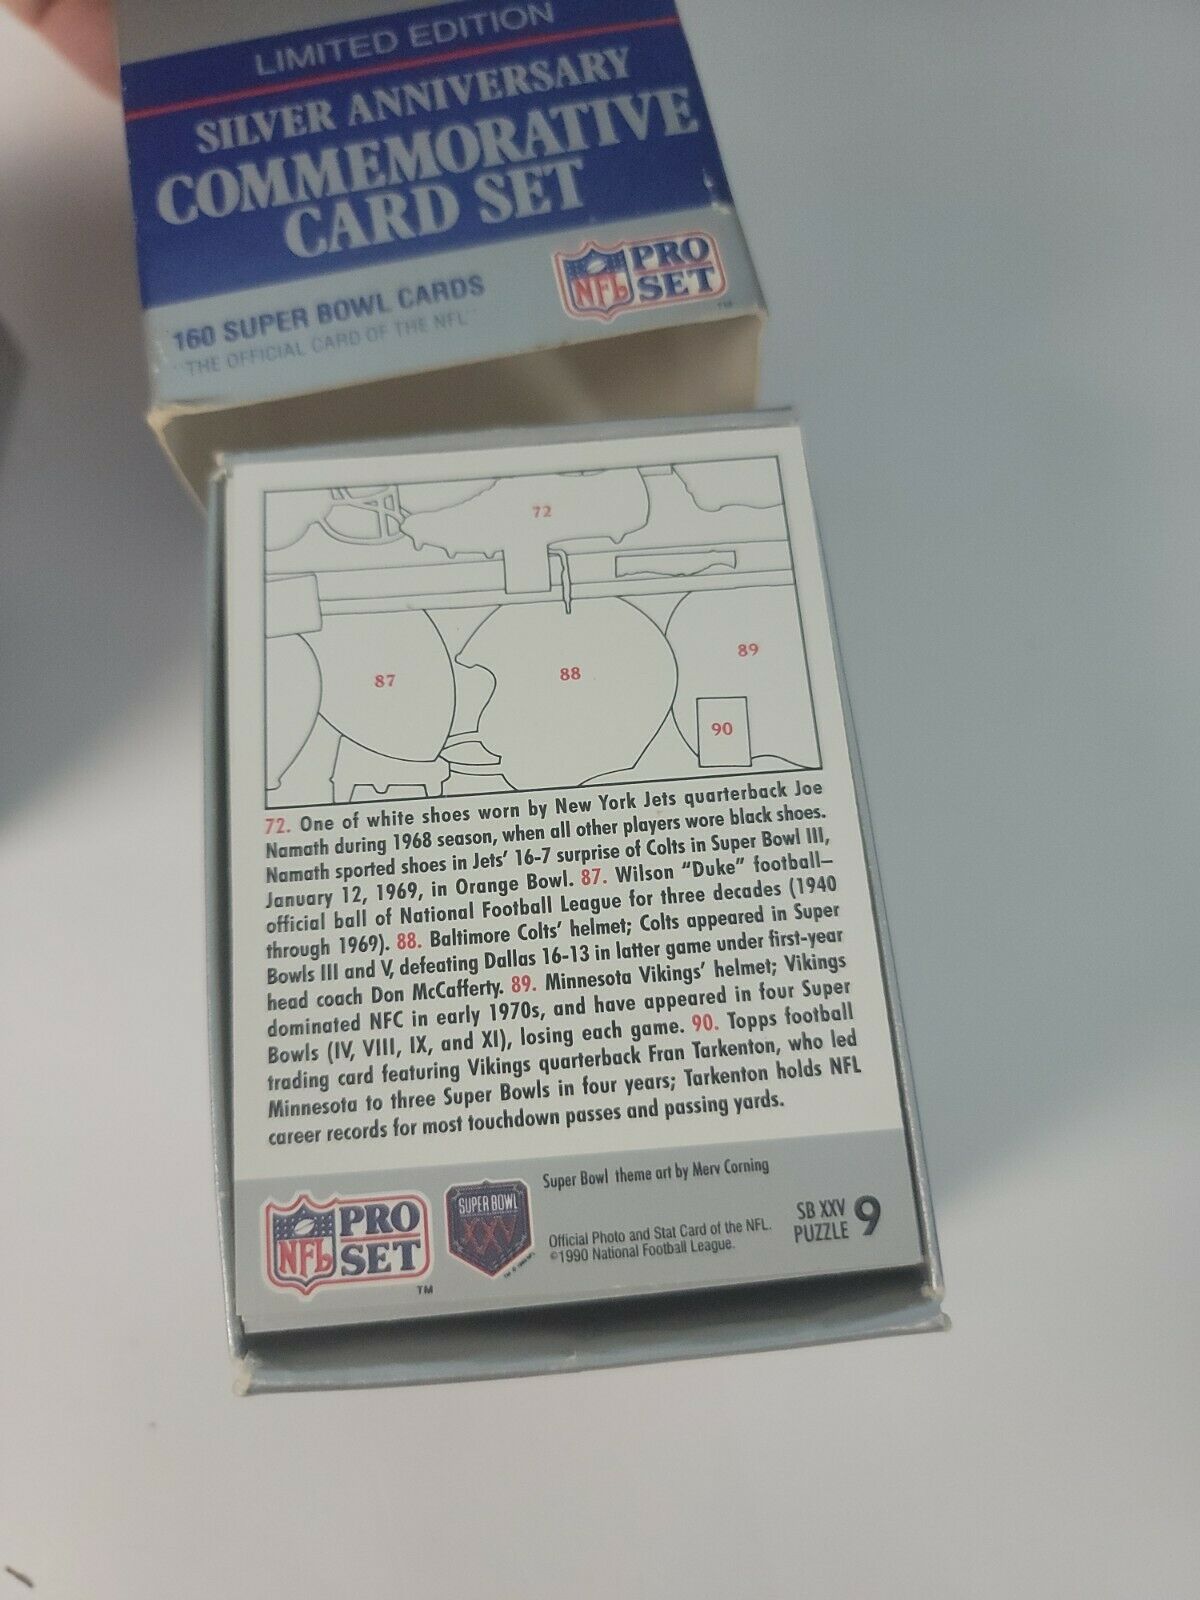 LIMITED EDITION
SILVER ANNIVERSARY
COMMEMORATIVE
CARD SET
160 SUPER BOWL CARDS
"THE OFFICIAL CARD OF THE NFL"
NFL PRO SET
TM
72
87
88
89
90
72. One of white shoes worn by New York Jets quarterback Joe
Namath during 1968 season, when all other players wore black shoes.
Namath sported shoes in Jets' 16-7 surprise of Colts in Super Bowl III,
January 12, 1969, in Orange Bowl. 87. Wilson "Duke" football—
official ball of National Football League for three decades (1940
through 1969). 88. Baltimore Colts' helmet; Colts appeared in Super
Bowls III and V, defeating Dallas 16-13 in latter game under first-year
head coach Don McCafferty. 89. Minnesota Vikings' helmet; Vikings
dominated NFC in early 1970s, and have appeared in four Super
Bowls (IV, VIII, IX, and XI), losing each game. 90. Topps football
trading card featuring Vikings quarterback Fran Tarkenton, who led
Minnesota to three Super Bowls in four years; Tarkenton holds NFL
career records for most touchdown passes and passing yards.
NFL PRO SET
TM
SUPER BOWL
XXV
Super Bowl theme art by Merv Corning
Official Photo and Stat Card of the NFL.
©1990 National Football League.
SB XXV
PUZZLE 9